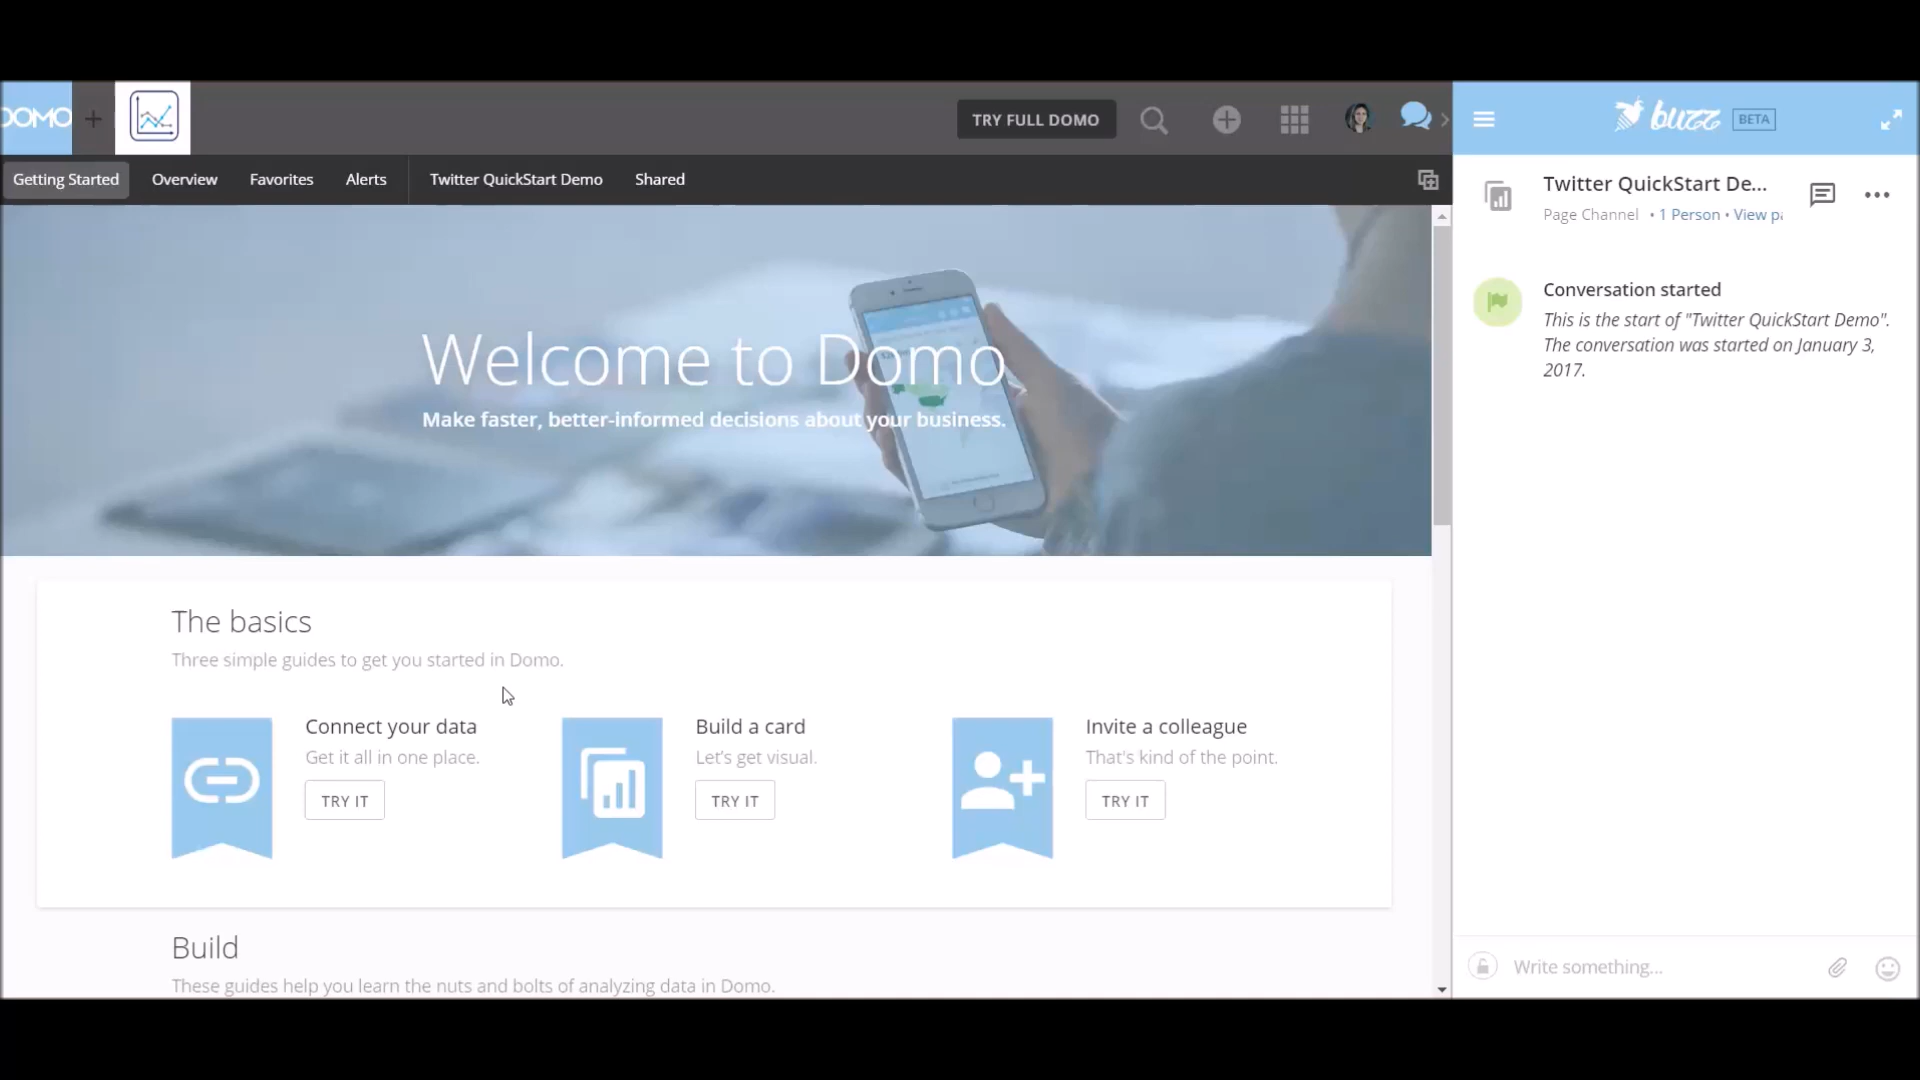 DOMO
TRY FULL DOMO
buzz BETA
Getting Started Overview Favorites Alerts Twitter QuickStart Demo Shared
Twitter QuickStart De...
Page Channel • 1 Person • View pa
Welcome to Domo
Make faster, better-informed decisions about your business.
Conversation started
This is the start of "Twitter QuickStart Demo".
The conversation was started on January 3,
2017.
The basics
Three simple guides to get you started in Domo.
Connect your data
Get it all in one place.
TRY IT
Build a card
Let's get visual.
TRY IT
Invite a colleague
That's kind of the point.
TRY IT
Build
These guides help you learn the nuts and bolts of analyzing data in Domo.
Write something...